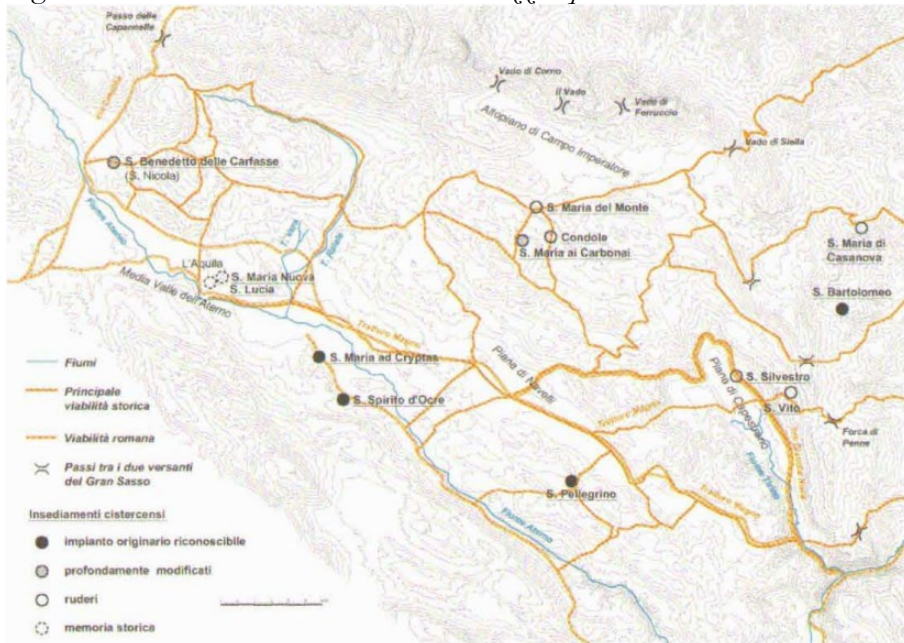 Passo delle
Capannelle
Vado di Corno
il Vado
Vado di
Ferruccio
Altopiano di Campo Imperatore
Vado di Siella
S. Benedetto delle Carfasse
(S. Nicola)
Fiume Aterno
S. Maria del Monte
Condole
S. Maria ai Carbonai
S. Maria di
Casanova
S. Bartolomeo
L'Aquila
S. Maria Nuova
S. Lucia
Media Valle dell'Aterno
Tratturo Magno
S. Maria ad Cryptas
S. Spirito d'Ocre
Piana di Navelli
Piana di Capestrano
S. Silvestro
S. Vito
Forca di
Penne
S. Pellegrino
Tratturo Magno
Fiume Aterno
Fiumi
Principale
viabilità storica
Viabilità romana
Passi tra i due versanti
del Gran Sasso
Insediamenti cistercensi
impianto originario riconoscibile
profondamente modificati
ruderi
memoria storica